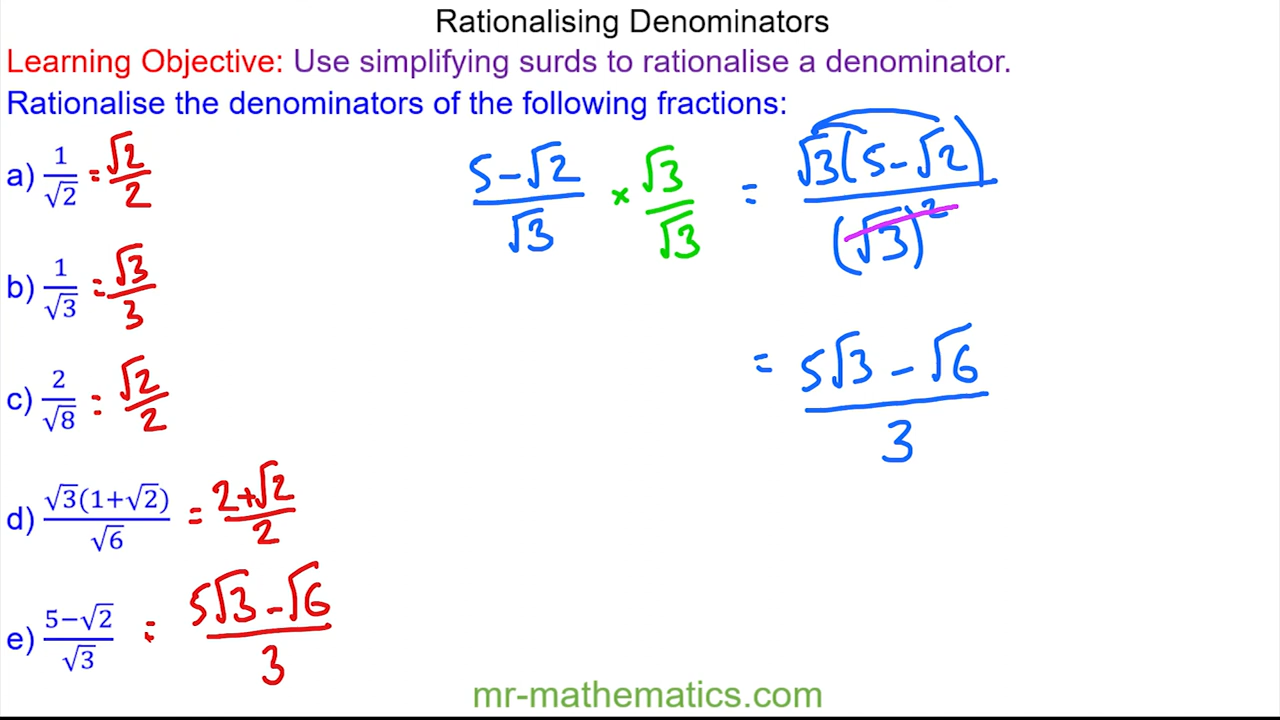 Rationalising Denominators
Learning Objective: Use simplifying surds to rationalise a denominator.
Rationalise the denominators of the following fractions:
a) 1/√2 = √2/2
b) 1/√3 = √3/3
c) 2/√8 = √2/2
d) √3(1+√2)/√6 = 2+√2/2
e) 5−√2/√3 = 5√3−√6/3
5−√2/√3 × √3/√3 = √3(5−√2)/(√3)²
= 5√3−√6/3
mr-mathematics.com